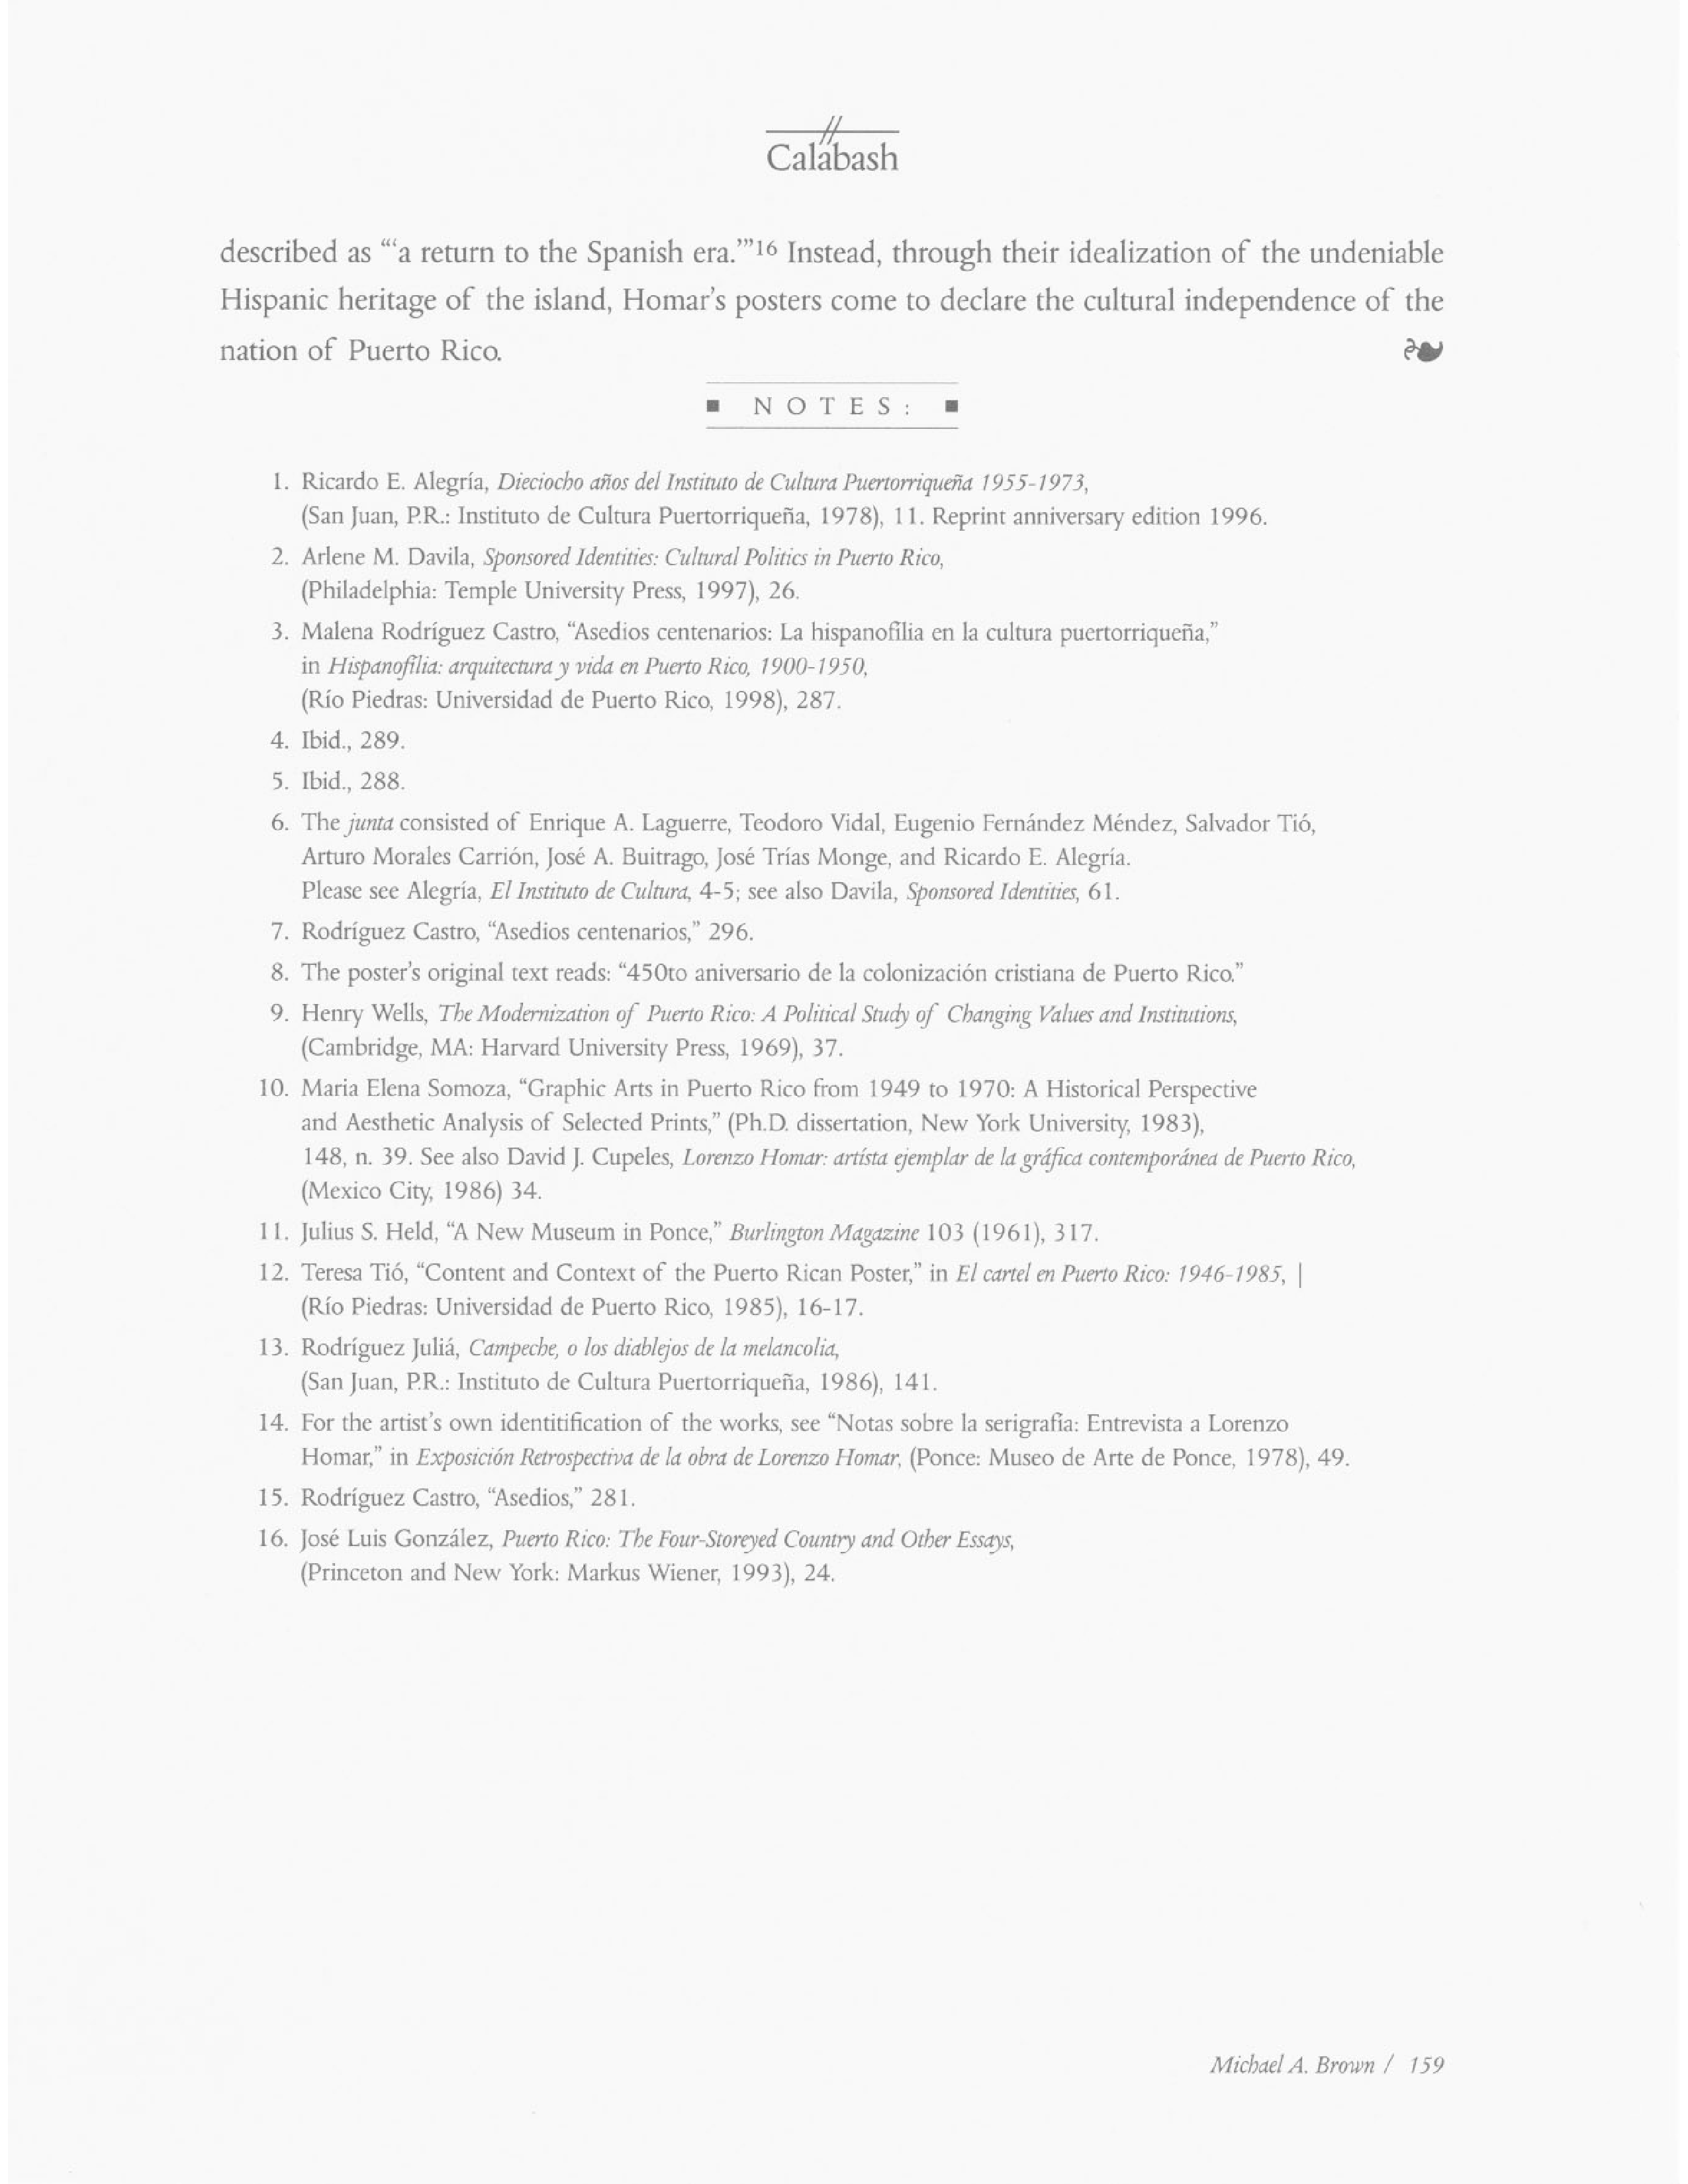 Calabash
described as “‘a return to the Spanish era.’”16 Instead, through their idealization of the undeniable
Hispanic heritage of the island, Homar’s posters come to declare the cultural independence of the
nation of Puerto Rico.
NOTES:
1. Ricardo E. Alegría, Dieciocho años del Instituto de Cultura Puertorriqueña 1955-1973,
(San Juan, P.R.: Instituto de Cultura Puertorriqueña, 1978), 11. Reprint anniversary edition 1996.
2. Arlene M. Davila, Sponsored Identities: Cultural Politics in Puerto Rico,
(Philadelphia: Temple University Press, 1997), 26.
3. Malena Rodríguez Castro, “Asedios centenarios: La hispanofilia en la cultura puertorriqueña,”
in Hispanofilia: arquitectura y vida en Puerto Rico, 1900-1950,
(Río Piedras: Universidad de Puerto Rico, 1998), 287.
4. Ibid., 289.
5. Ibid., 288.
6. The junta consisted of Enrique A. Laguerre, Teodoro Vidal, Eugenio Fernández Méndez, Salvador Tió,
Arturo Morales Carrión, José A. Buitrago, José Trías Monge, and Ricardo E. Alegría.
Please see Alegría, El Instituto de Cultura, 4-5; see also Davila, Sponsored Identities, 61.
7. Rodríguez Castro, “Asedios centenarios,” 296.
8. The poster’s original text reads: “450to aniversario de la colonización cristiana de Puerto Rico.”
9. Henry Wells, The Modernization of Puerto Rico: A Political Study of Changing Values and Institutions,
(Cambridge, MA: Harvard University Press, 1969), 37.
10. Maria Elena Somoza, “Graphic Arts in Puerto Rico from 1949 to 1970: A Historical Perspective
and Aesthetic Analysis of Selected Prints,” (Ph.D. dissertation, New York University, 1983),
148, n. 39. See also David J. Cupeles, Lorenzo Homar: artísta ejemplar de la gráfica contemporánea de Puerto Rico,
(Mexico City, 1986) 34.
11. Julius S. Held, “A New Museum in Ponce,” Burlington Magazine 103 (1961), 317.
12. Teresa Tió, “Content and Context of the Puerto Rican Poster,” in El cartel en Puerto Rico: 1946-1985, |
(Río Piedras: Universidad de Puerto Rico, 1985), 16-17.
13. Rodríguez Juliá, Campeche, o los diablejos de la melancolia,
(San Juan, P.R.: Instituto de Cultura Puertorriqueña, 1986), 141.
14. For the artist’s own identitification of the works, see “Notas sobre la serigrafía: Entrevista a Lorenzo
Homar,” in Exposición Retrospectiva de la obra de Lorenzo Homar, (Ponce: Museo de Arte de Ponce, 1978), 49.
15. Rodríguez Castro, “Asedios,” 281.
16. José Luis González, Puerto Rico: The Four-Storeyed Country and Other Essays,
(Princeton and New York: Markus Wiener, 1993), 24.
Michael A. Brown / 159